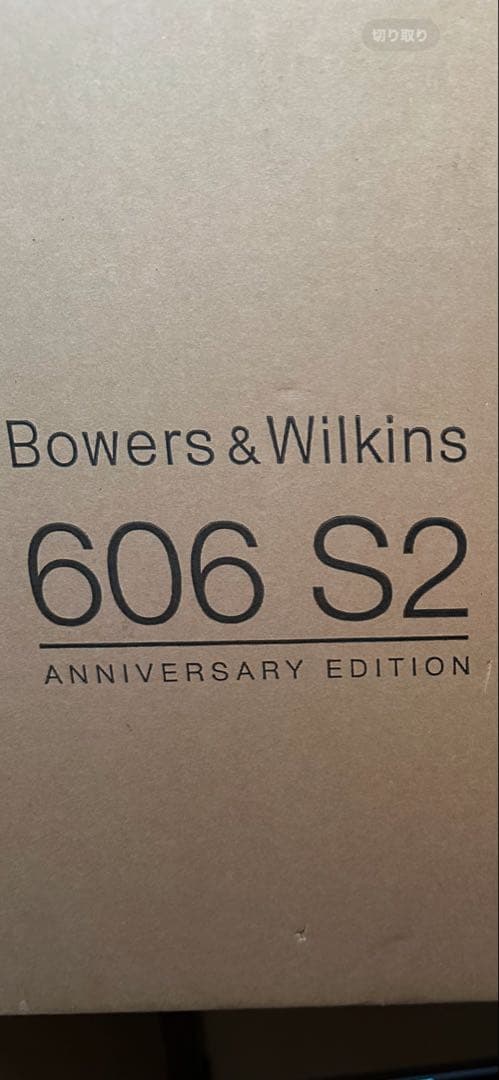 切り取り
Bowers & Wilkins
606 S2
ANNIVERSARY EDITION